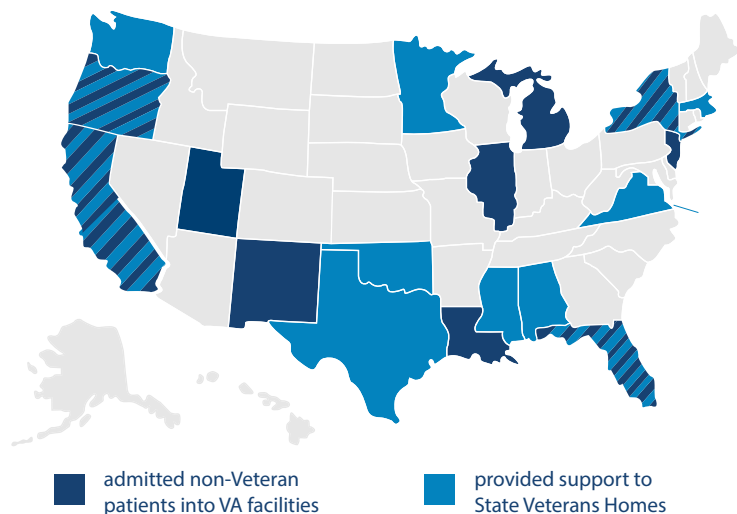 admitted non-Veteran
patients into VA facilities
provided support to
State Veterans Homes